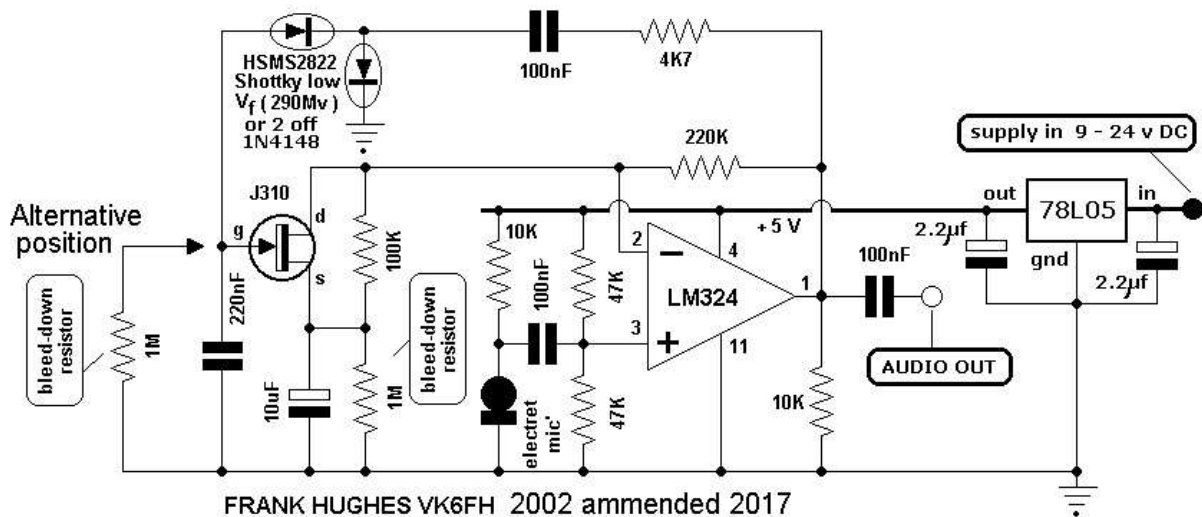 HSMS2822
Shottky low
Vf ( 290Mv )
or 2 off
1N4148
100nF
4K7
220K
supply in 9 - 24 v DC
J310
Alternative
position
g
d
s
100K
10K
100nF
47K
+ 5 V
out
78L05
in
2.2µf
gnd
2.2µf
2
4
LM324
1
3
11
100nF
AUDIO OUT
bleed-down
resistor
1M
220nF
10uF
1M
bleed-down
resistor
electret
mic'
47K
10K
FRANK HUGHES VK6FH 2002 ammended 2017